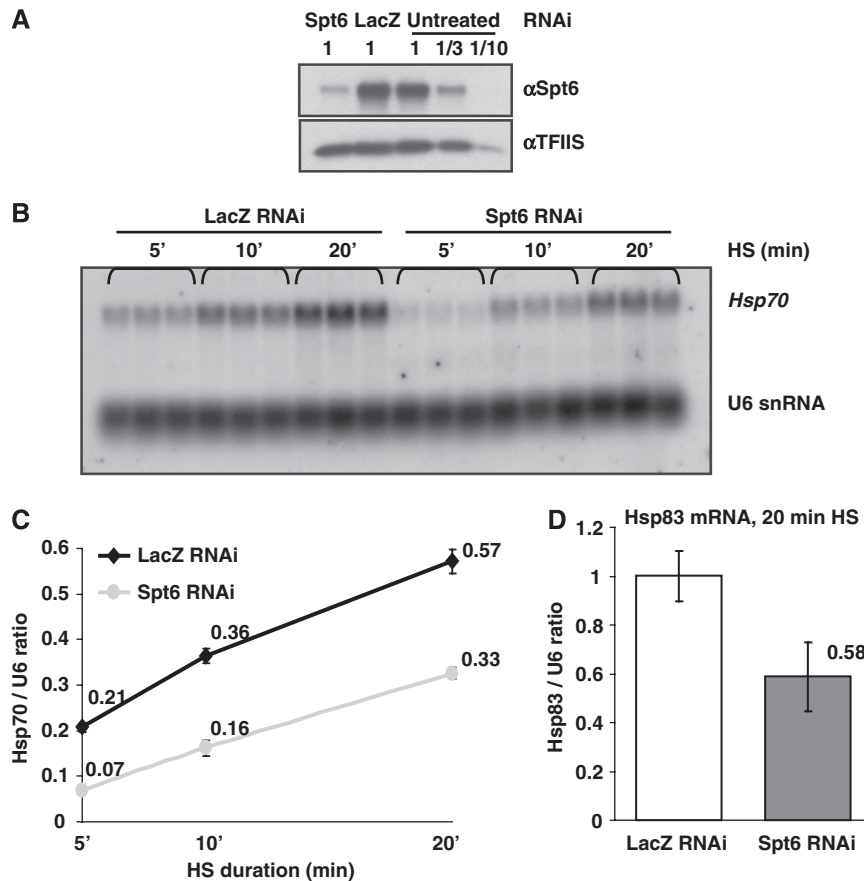 A
Spt6 LacZ Untreated RNAi
1 1 1 1/3 1/10
αSpt6
αTFIIS
B
LacZ RNAi Spt6 RNAi
5' 10' 20' 5' 10' 20' HS (min)
Hsp70
U6 snRNA
C
LacZ RNAi
Spt6 RNAi
Hsp70 / U6 ratio
0.6
0.5
0.4
0.3
0.2
0.1
0
0.21
0.36
0.57
0.07
0.16
0.33
5' 10' 20'
HS duration (min)
D
Hsp83 mRNA, 20 min HS
Hsp83 / U6 ratio
1.2
1
0.8
0.6
0.4
0.2
0
0.58
LacZ RNAi Spt6 RNAi